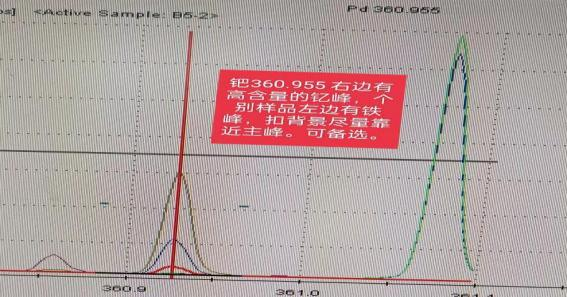 os] <Active Sample: B5-2>
Pd 360.955
钯360.955 右边有
高含量的钇峰，个
别样品左边有铁
峰，扣背景尽量靠
近主峰。可备选。
360.9
361.0